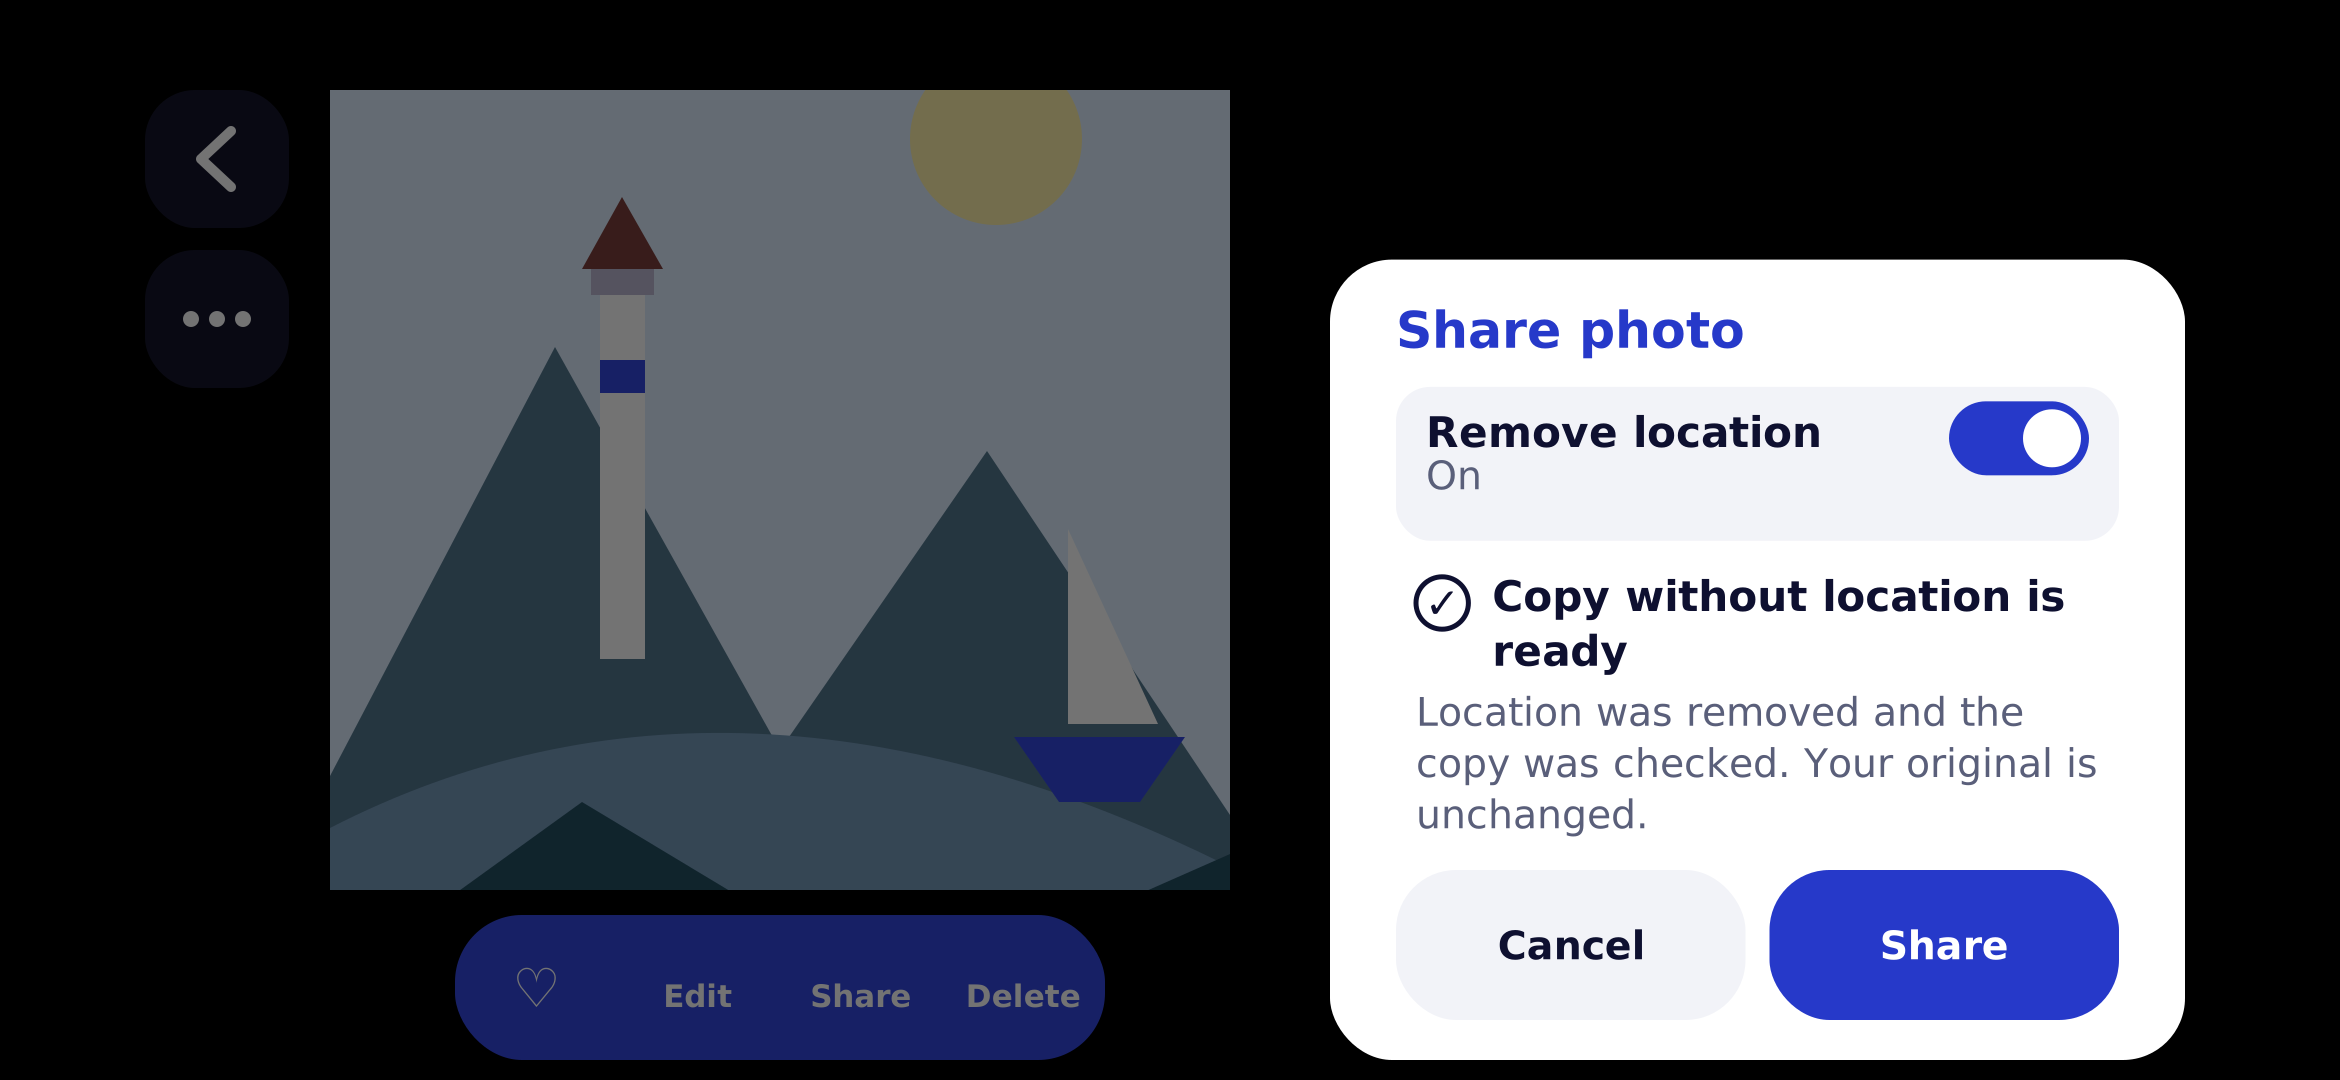 Share photo
Remove location
On
✓ Copy without location is
ready
Location was removed and the
copy was checked. Your original is
unchanged.
Cancel
Share
Edit
Share
Delete